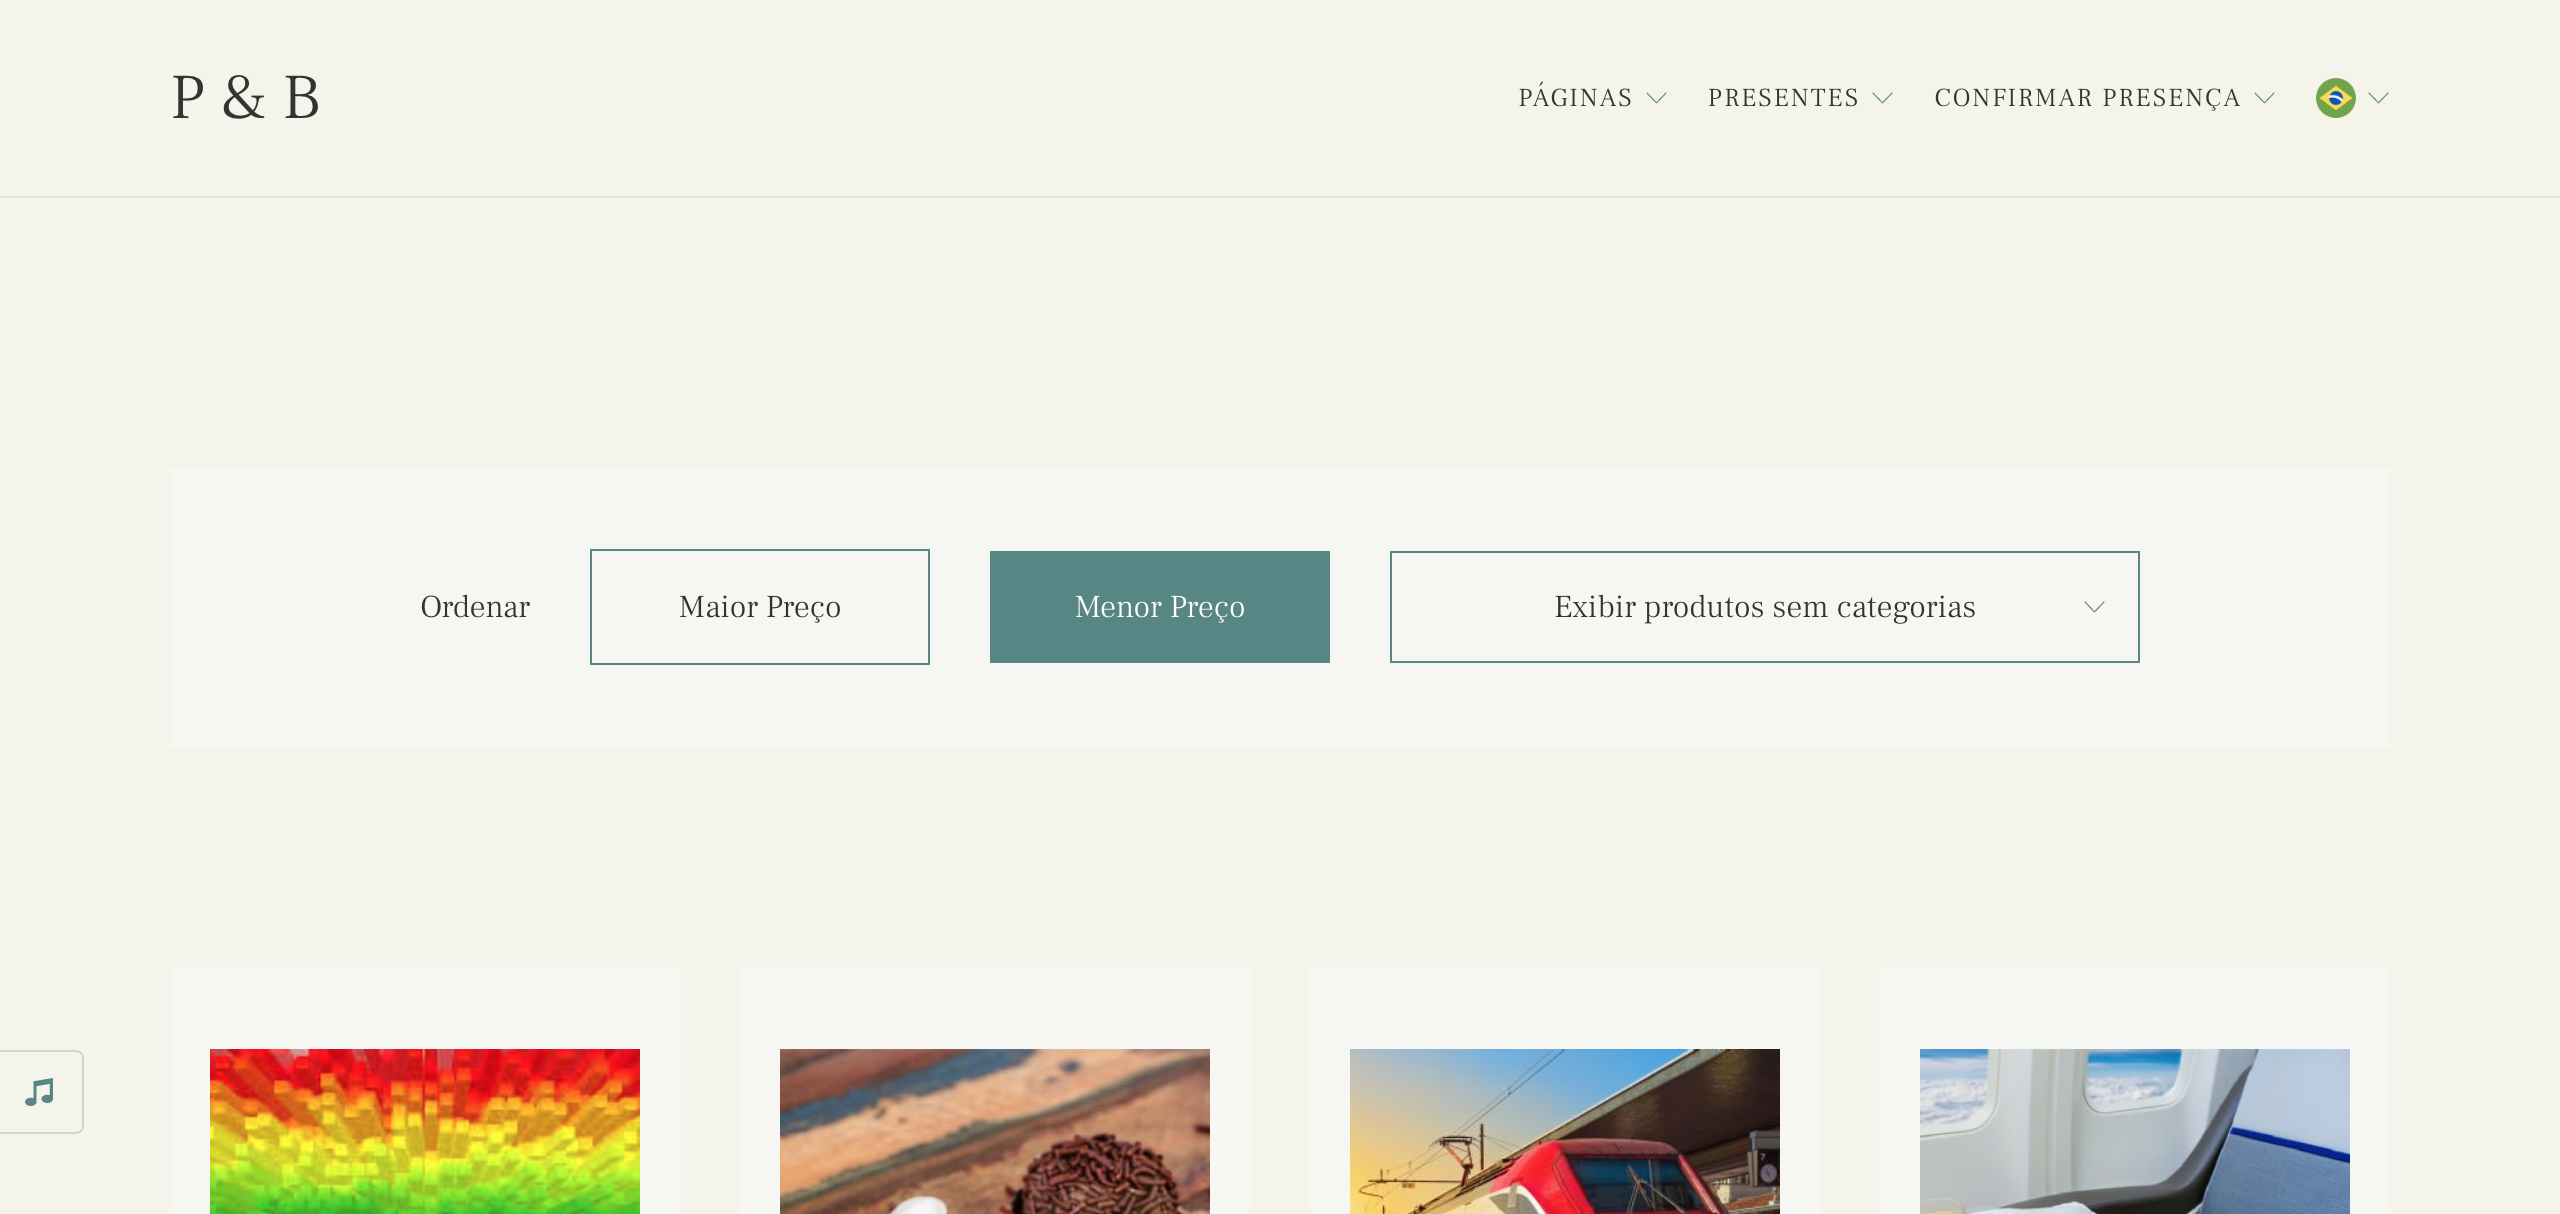 P & B
PÁGINAS
PRESENTES
CONFIRMAR PRESENÇA
Ordenar
Maior Preço
Menor Preço
Exibir produtos sem categorias